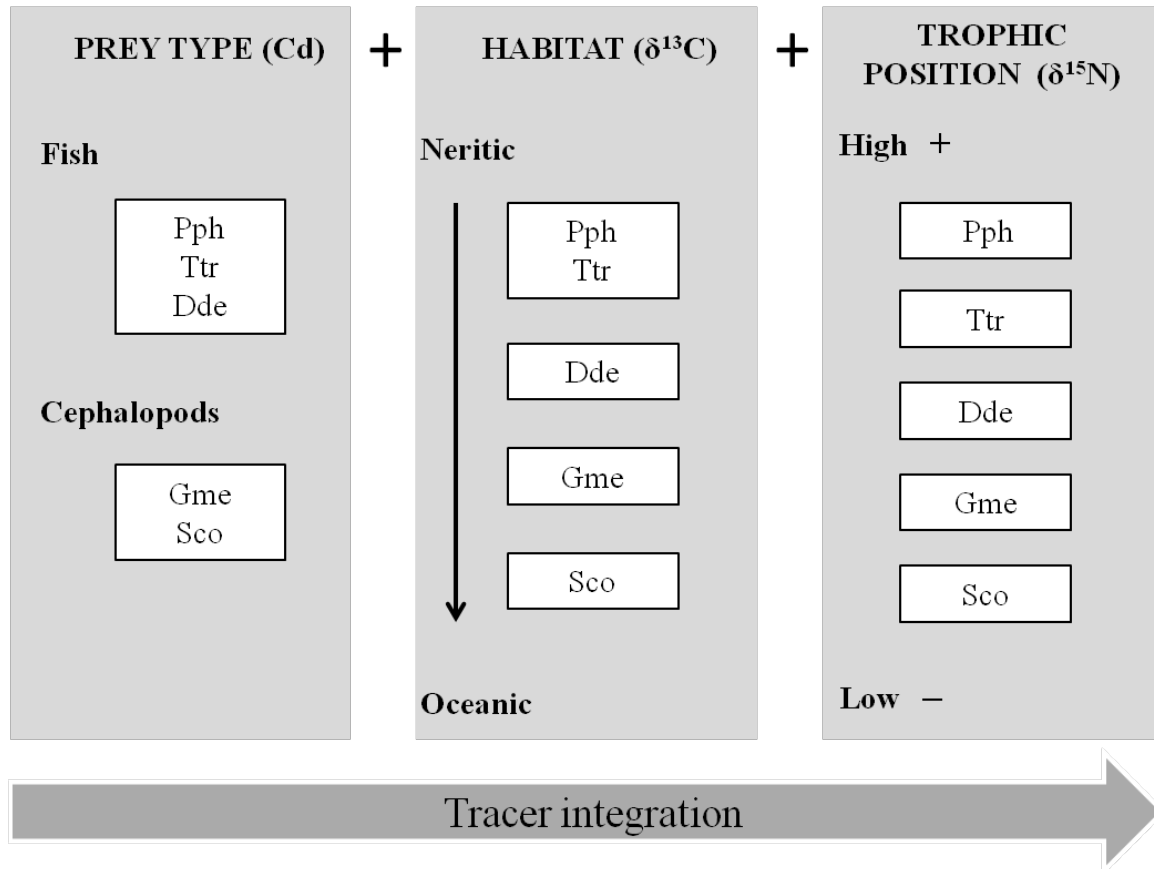 PREY TYPE (Cd)
Fish
Pph
Ttr
Dde
Cephalopods
Gme
Sco
+
HABITAT (δ¹³C)
Neritic
Pph
Ttr
Dde
Gme
Sco
Oceanic
+
TROPHIC
POSITION (δ¹⁵N)
High +
Pph
Ttr
Dde
Gme
Sco
Low −
Tracer integration